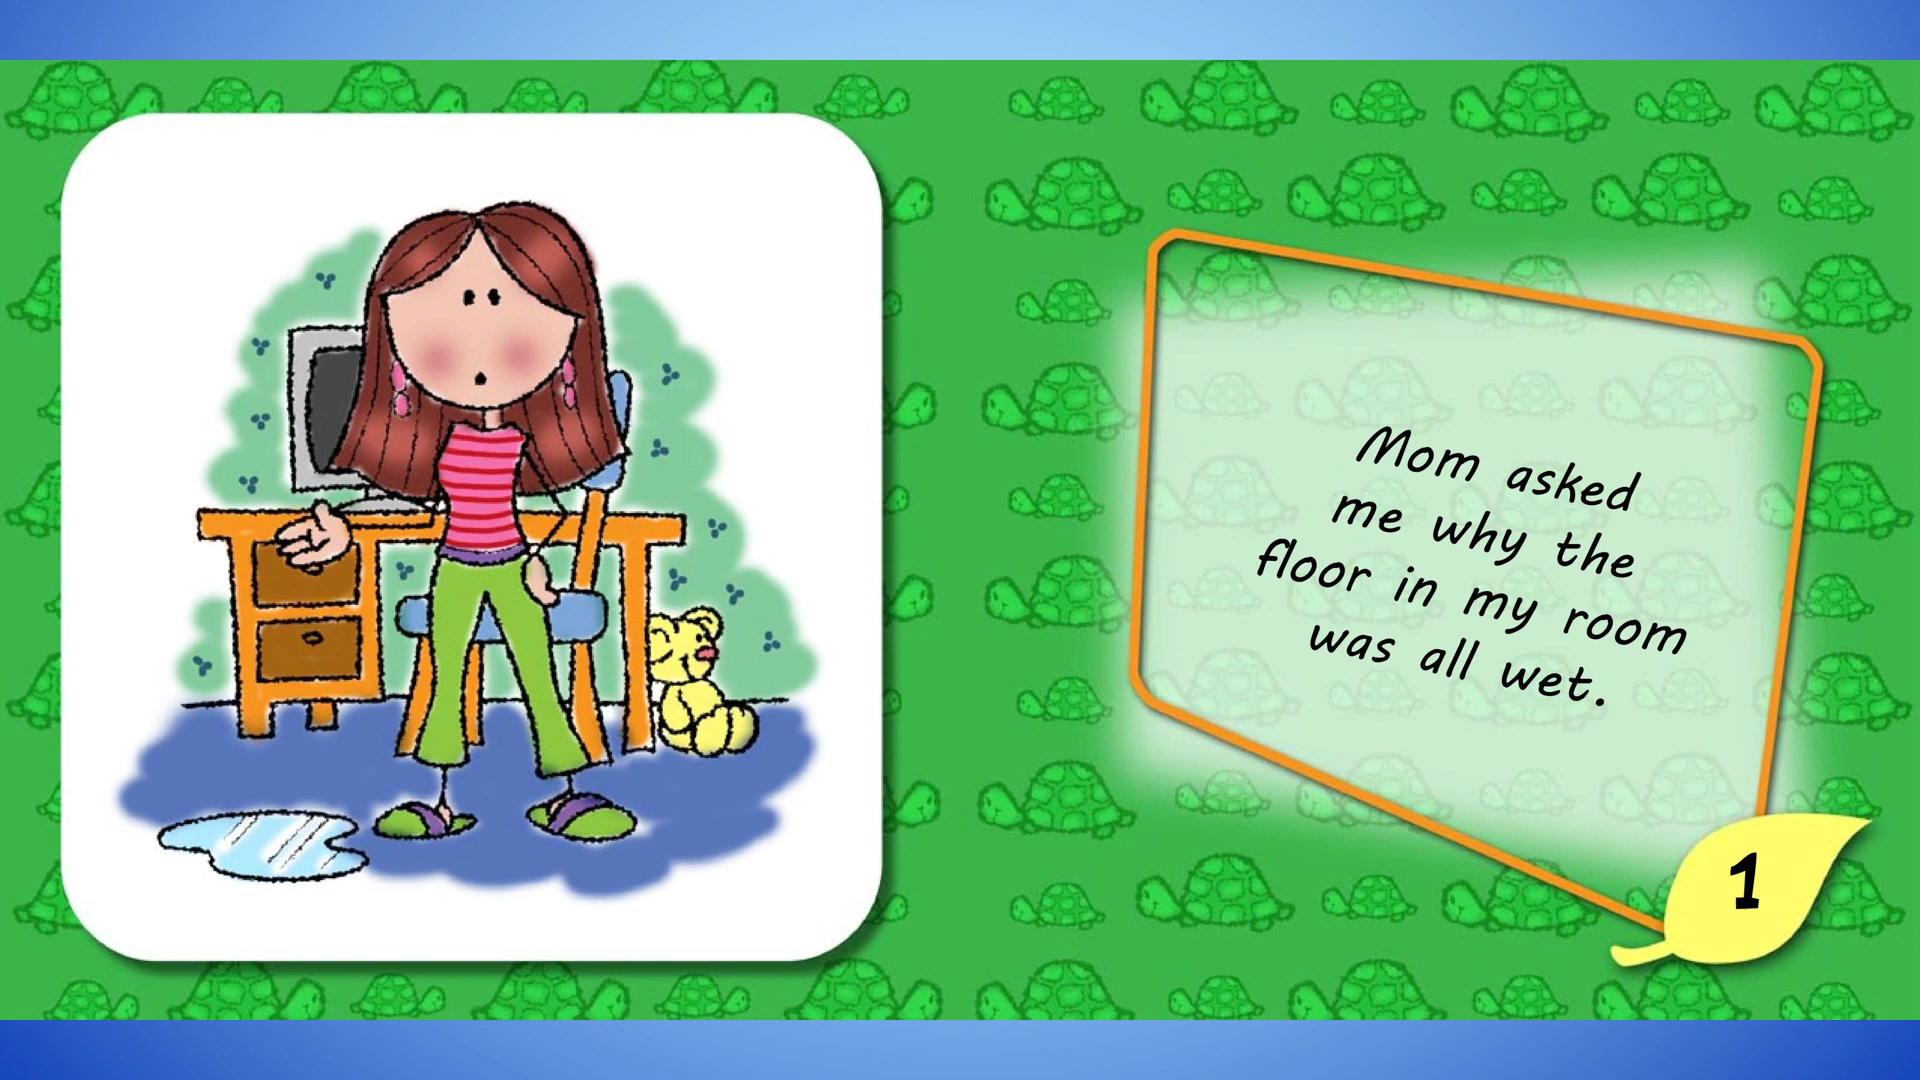 Mom asked
me why the
floor in my room
was all wet.
1